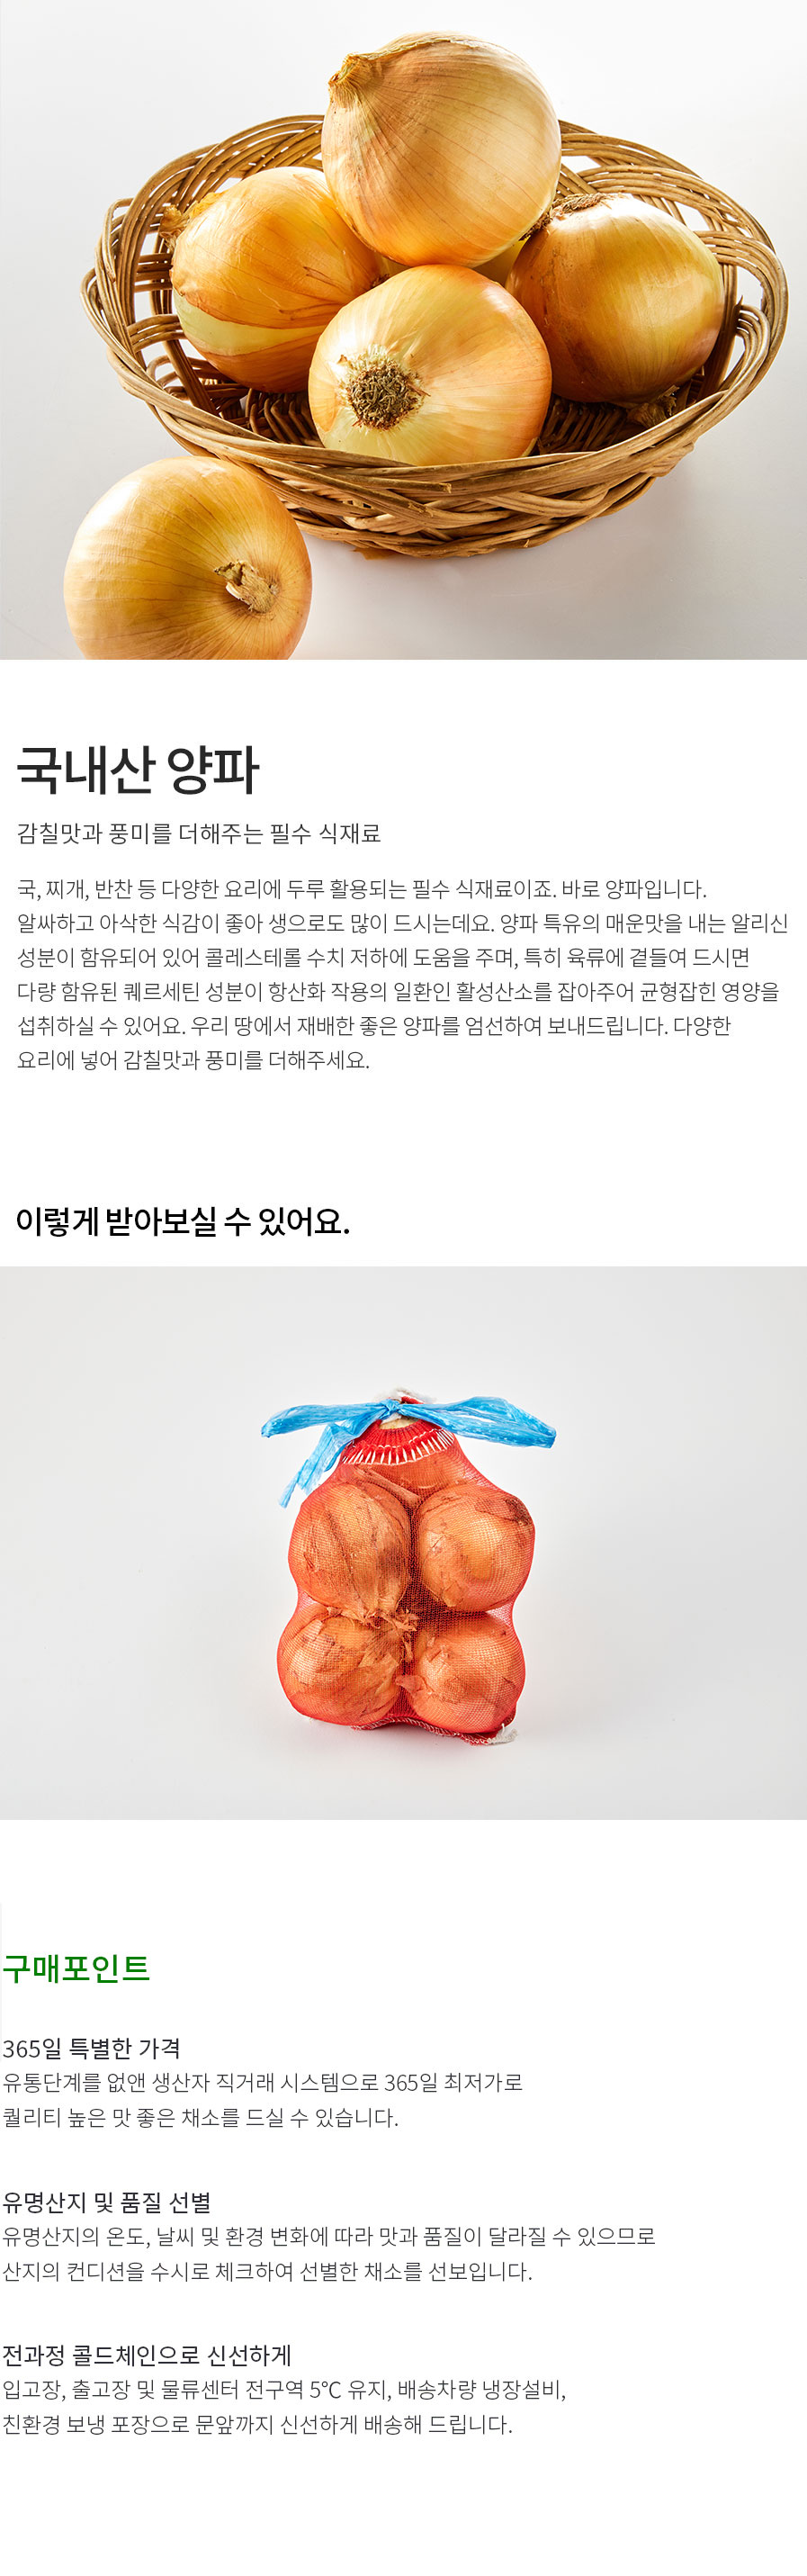 국내산 양파
감칠맛과 풍미를 더해주는 필수 식재료
국, 찌개, 반찬 등 다양한 요리에 두루 활용되는 필수 식재료이죠. 바로 양파입니다.
알싸하고 아삭한 식감이 좋아 생으로도 많이 드시는데요. 양파 특유의 매운맛을 내는 알리신
성분이 함유되어 있어 콜레스테롤 수치 저하에 도움을 주며, 특히 육류에 곁들여 드시면
다량 함유된 퀘르세틴 성분이 항산화 작용의 일환인 활성산소를 잡아주어 균형잡힌 영양을
섭취하실 수 있어요. 우리 땅에서 재배한 좋은 양파를 엄선하여 보내드립니다. 다양한
요리에 넣어 감칠맛과 풍미를 더해주세요.
이렇게 받아보실 수 있어요.
구매포인트
365일 특별한 가격
유통단계를 없앤 생산자 직거래 시스템으로 365일 최저가로
퀄리티 높은 맛 좋은 채소를 드실 수 있습니다.
유명산지 및 품질 선별
유명산지의 온도, 날씨 및 환경 변화에 따라 맛과 품질이 달라질 수 있으므로
산지의 컨디션을 수시로 체크하여 선별한 채소를 선보입니다.
전과정 콜드체인으로 신선하게
입고장, 출고장 및 물류센터 전구역 5℃ 유지, 배송차량 냉장설비,
친환경 보냉 포장으로 문앞까지 신선하게 배송해 드립니다.